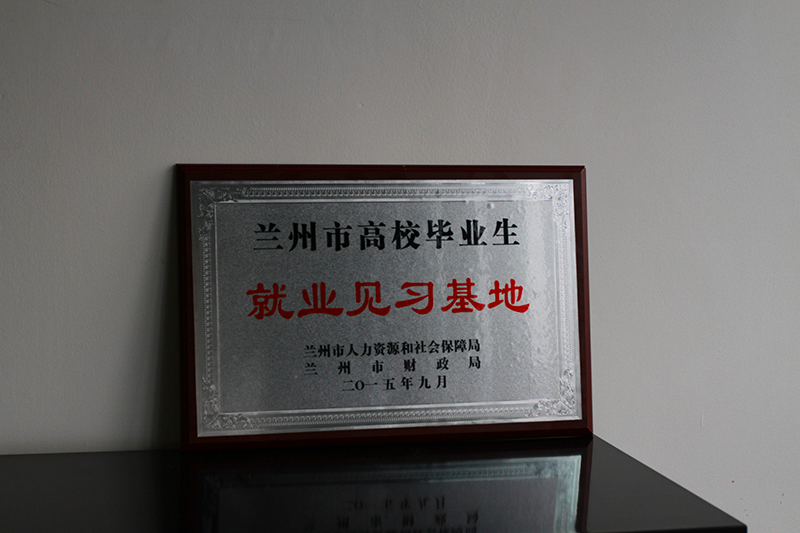 兰州市高校毕业生
就业见习基地
兰州市人力资源和社会保障局
兰州市财政局
二〇一五年九月